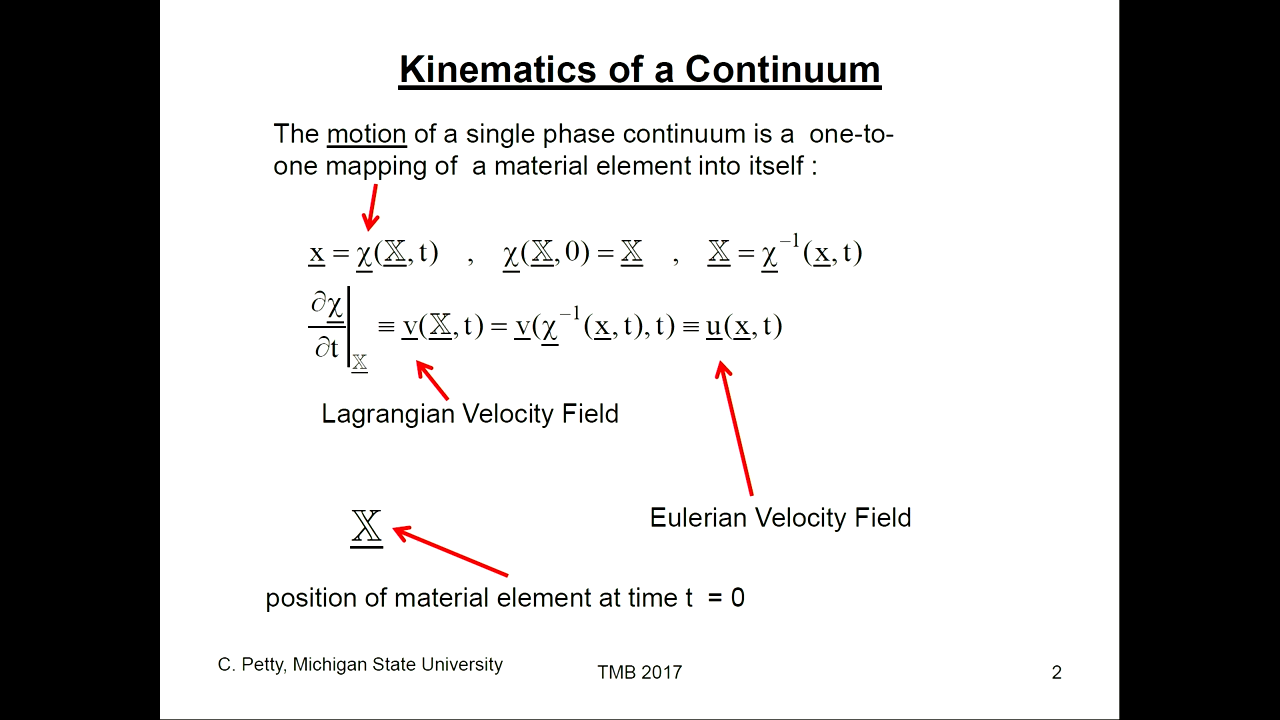 Kinematics of a Continuum
The motion of a single phase continuum is a one-to-
one mapping of a material element into itself :
x̲ = χ̲(𝕏̲,t) , χ̲(𝕏̲,0) = 𝕏̲ , 𝕏̲ = χ̲⁻¹(x̲,t)
∂χ̲/∂t|𝕏̲ ≡ v̲(𝕏̲,t) = v̲(χ̲⁻¹(x̲,t),t) ≡ u̲(x̲,t)
Lagrangian Velocity Field
𝕏̲
Eulerian Velocity Field
position of material element at time t = 0
C. Petty, Michigan State University
TMB 2017
2